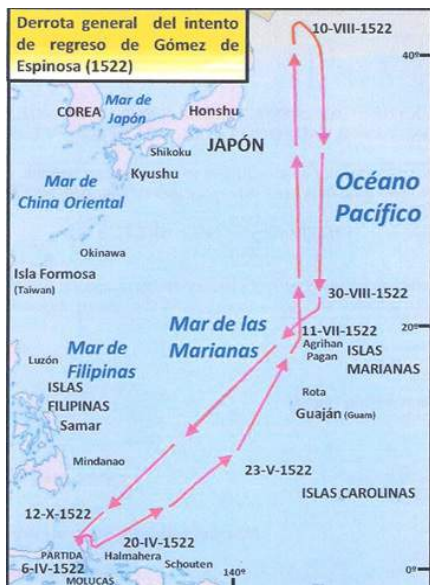 Derrota general del intento
de regreso de Gómez de
Espinosa (1522)
10-VIII-1522
40º
Mar de
Japón
COREA
Honshu
JAPÓN
Shikoku
Kyushu
Océano
Pacífico
Mar de
China Oriental
Okinawa
Isla Formosa
(Taiwan)
30-VIII-1522
Mar de las
Marianas
11-VII-1522
20º
Agrihan
Pagan
ISLAS
MARIANAS
Mar de
Filipinas
Luzón
ISLAS
FILIPINAS
Samar
Rota
Guaján (Guam)
Mindanao
23-V-1522
ISLAS CAROLINAS
12-X-1522
20-IV-1522
PARTIDA
6-IV-1522
Halmahera
Schouten
MOLUCAS
140º
0º